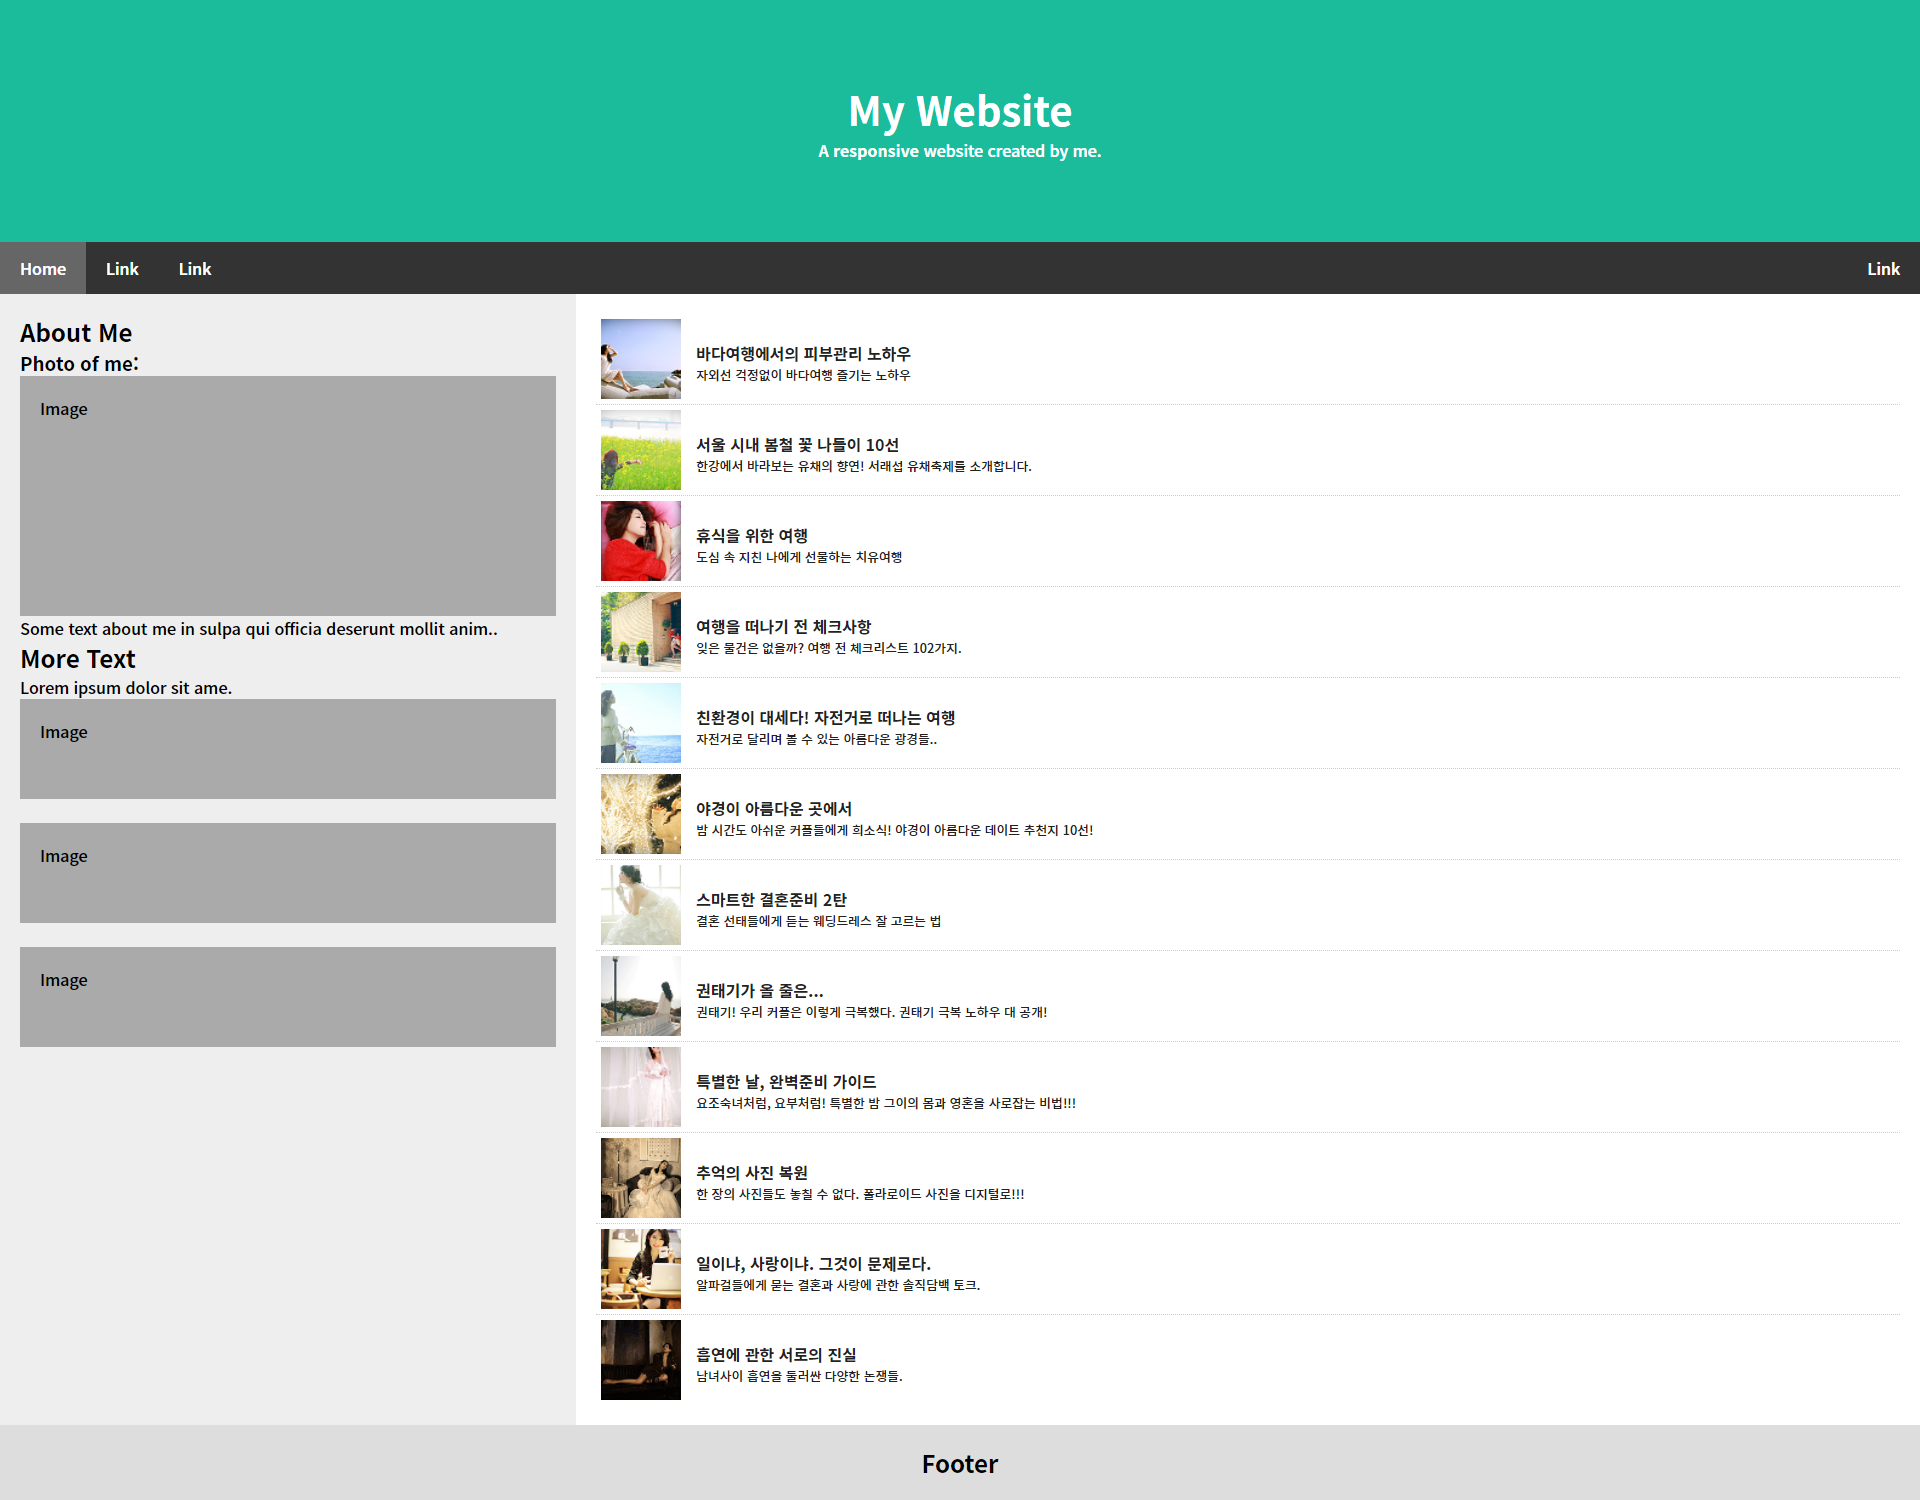 My Website
A responsive website created by me.
Home Link Link Link
About Me
Photo of me:
Image
Some text about me in sulpa qui officia deserunt mollit anim..
More Text
Lorem ipsum dolor sit ame.
Image
Image
Image
바다여행에서의 피부관리 노하우
자외선 걱정없이 바다여행 즐기는 노하우
서울 시내 봄철 꽃 나들이 10선
한강에서 바라보는 유채의 향연! 서래섭 유채축제를 소개합니다.
휴식을 위한 여행
도심 속 지친 나에게 선물하는 치유여행
여행을 떠나기 전 체크사항
잊은 물건은 없을까? 여행 전 체크리스트 102가지.
친환경이 대세다! 자전거로 떠나는 여행
자전거로 달리며 볼 수 있는 아름다운 광경들..
야경이 아름다운 곳에서
밤 시간도 아쉬운 커플들에게 희소식! 야경이 아름다운 데이트 추천지 10선!
스마트한 결혼준비 2탄
결혼 선태들에게 듣는 웨딩드레스 잘 고르는 법
권태기가 올 줄은...
권태기! 우리 커플은 이렇게 극복했다. 권태기 극복 노하우 대 공개!
특별한 날, 완벽준비 가이드
요조숙녀처럼, 요부처럼! 특별한 밤 그이의 몸과 영혼을 사로잡는 비법!!!
추억의 사진 복원
한 장의 사진들도 놓칠 수 없다. 폴라로이드 사진을 디지털로!!!
일이냐, 사랑이냐. 그것이 문제로다.
알파걸들에게 묻는 결혼과 사랑에 관한 솔직담백 토크.
흡연에 관한 서로의 진실
남녀사이 흡연을 둘러싼 다양한 논쟁들.
Footer